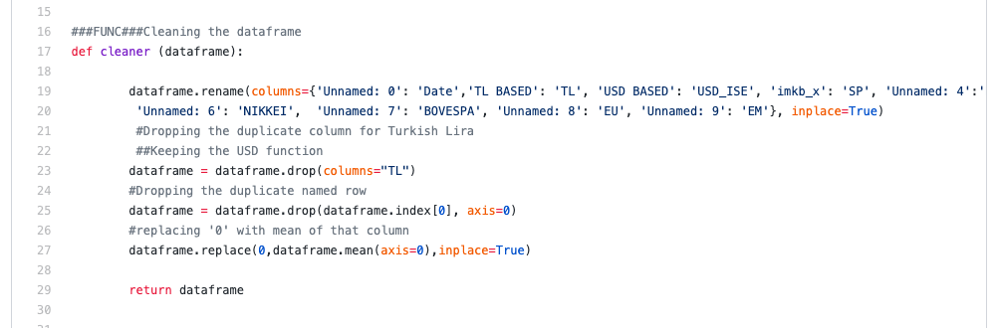 15
16 ###FUNC###Cleaning the dataframe
17 def cleaner (dataframe):
18
19 dataframe.rename(columns={'Unnamed: 0': 'Date','TL BASED': 'TL', 'USD BASED': 'USD_ISE', 'imkb_x': 'SP', 'Unnamed: 4':'
20 'Unnamed: 6': 'NIKKEI',  'Unnamed: 7': 'BOVESPA', 'Unnamed: 8': 'EU', 'Unnamed: 9': 'EM'}, inplace=True)
21 #Dropping the duplicate column for Turkish Lira
22 ##Keeping the USD function
23 dataframe = dataframe.drop(columns="TL")
24 #Dropping the duplicate named row
25 dataframe = dataframe.drop(dataframe.index[0], axis=0)
26 #replacing '0' with mean of that column
27 dataframe.replace(0,dataframe.mean(axis=0),inplace=True)
28
29 return dataframe
30